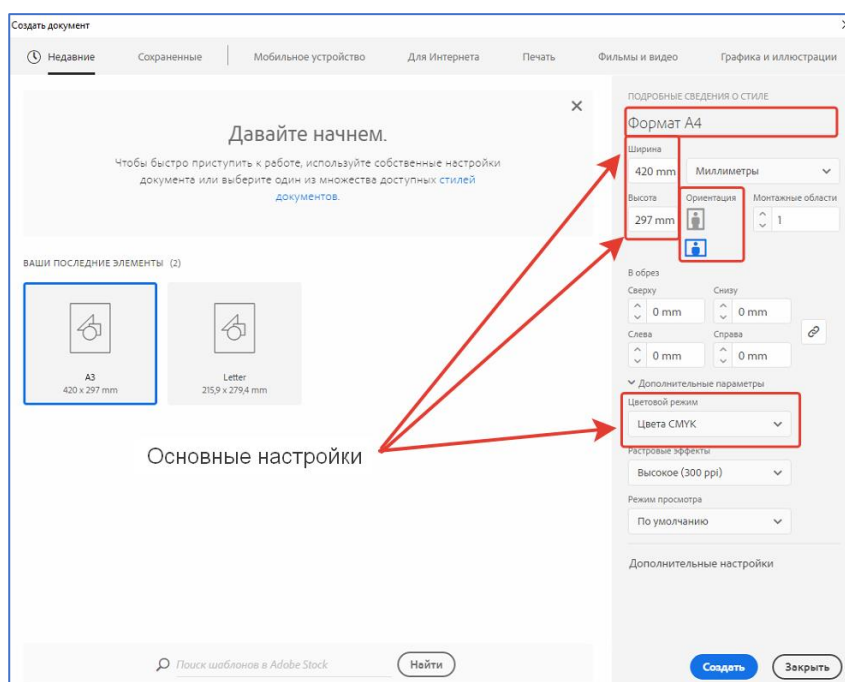 Создать документ
Недавние
Сохраненные
Мобильное устройство
Для Интернета
Печать
Фильмы и видео
Графика и иллюстрации
Давайте начнем.
Чтобы быстро приступить к работе, используйте собственные настройки
документа или выберите один из множества доступных стилей
документов.
ВАШИ ПОСЛЕДНИЕ ЭЛЕМЕНТЫ (2)
A3
420 x 297 mm
Letter
215,9 x 279,4 mm
Основные настройки
Поиск шаблонов в Adobe Stock
Найти
ПОДРОБНЫЕ СВЕДЕНИЯ О СТИЛЕ
Формат А4
Ширина
420 mm
Миллиметры
Высота
Ориентация
Монтажные области
297 mm
1
В обрез
Сверху
Снизу
0 mm
0 mm
Слева
Справа
0 mm
0 mm
Дополнительные параметры
Цветовой режим
Цвета CMYK
Растровые эффекты
Высокое (300 ppi)
Режим просмотра
По умолчанию
Дополнительные настройки
Создать
Закрыть